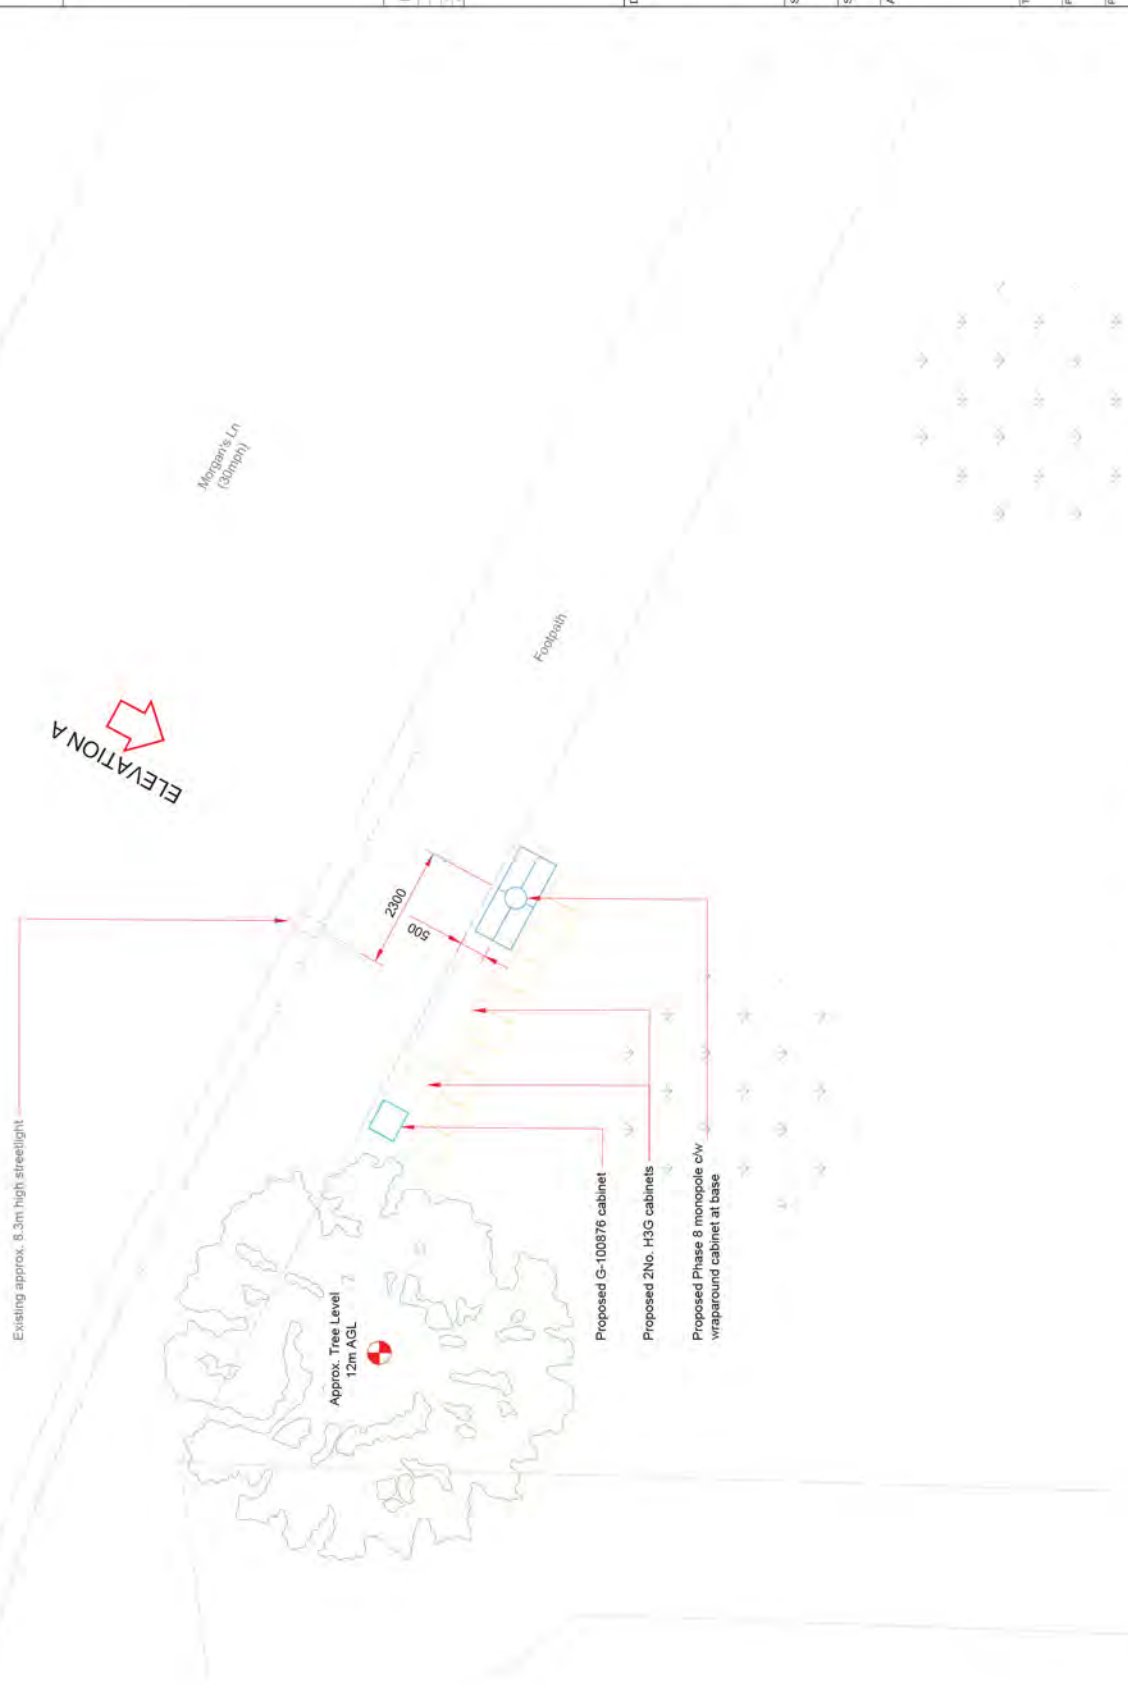 Existing approx. 8.3m high streetlight
ELEVATION A
Morgan's Ln
(30mph)
Footpath
2300
500
Approx. Tree Level
12m AGL
Proposed G-100876 cabinet
Proposed 2No. H3G cabinets
Proposed Phase 8 monopole c/w
wraparound cabinet at base